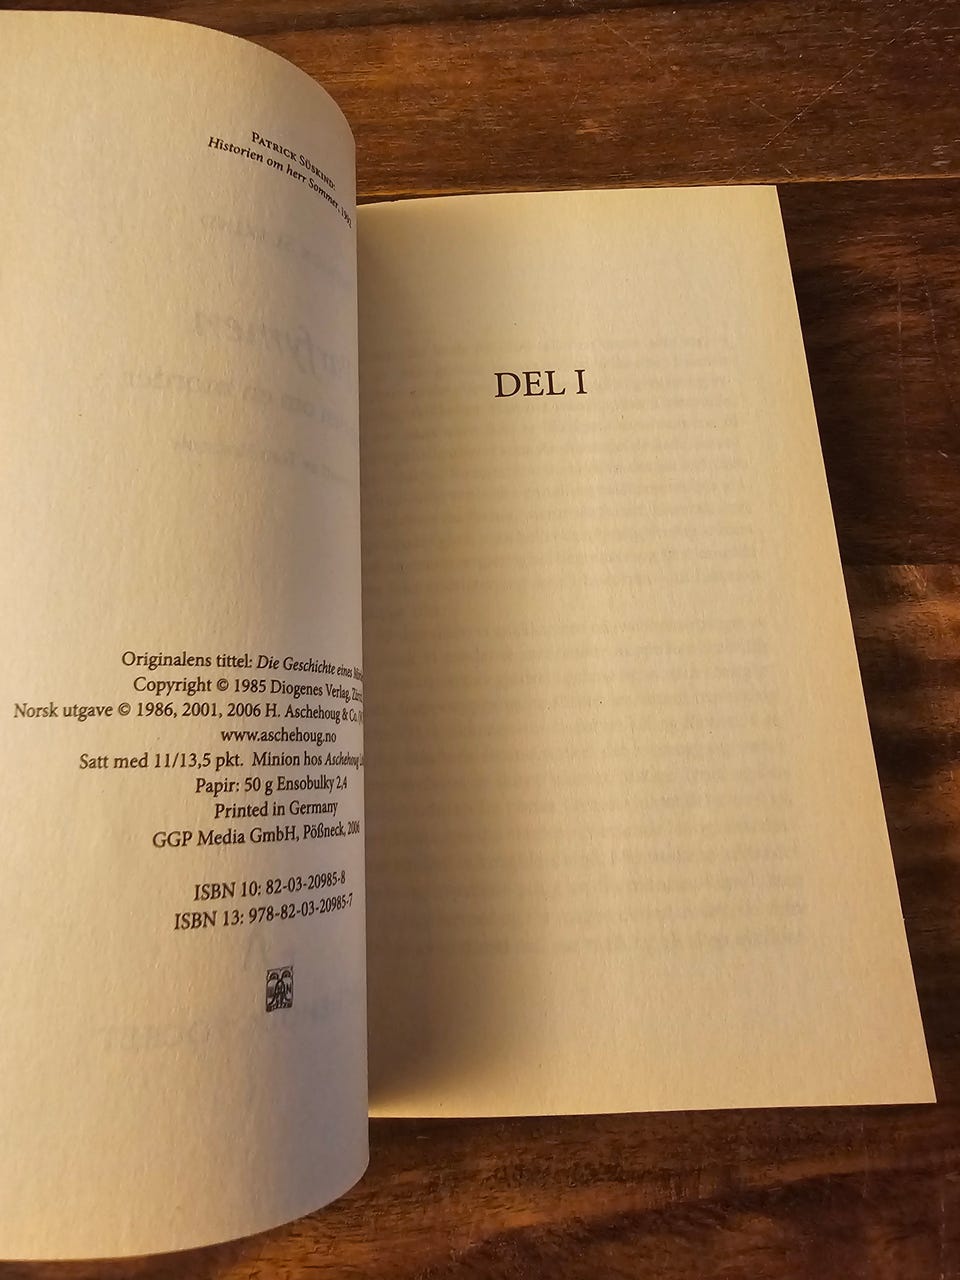 PATRICK SÜSKIND:
Historien om herr Sommer, 1992
Originalens tittel: Die Geschichte eines
Copyright © 1985 Diogenes Verlag,
Norsk utgave © 1986, 2001, 2006 H. Aschehoug & Co.
www.aschehoug.no
Satt med 11/13,5 pkt. Minion hos Aschehoug
Papir: 50 g Ensobulky 2,4
Printed in Germany
GGP Media GmbH, Pößneck, 2006
ISBN 10: 82-03-20985-8
ISBN 13: 978-82-03-20985-7
DEL I